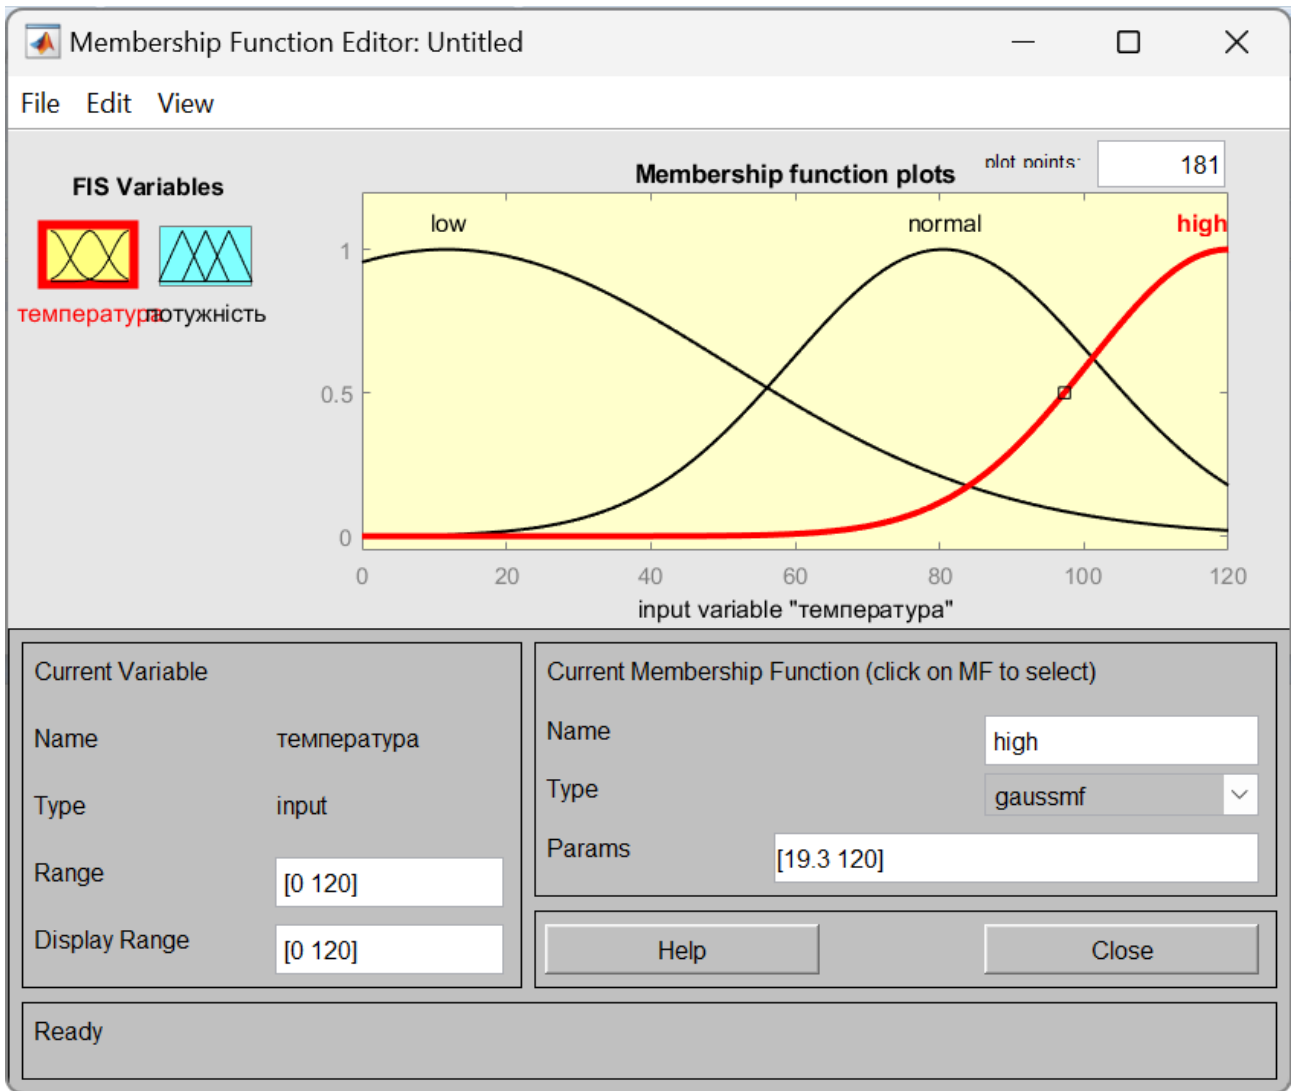 Membership Function Editor: Untitled
File Edit View
FIS Variables
температура
потужність
Membership function plots
plot points:
181
low
normal
high
1
0.5
0
0 20 40 60 80 100 120
input variable "температура"
Current Variable
Name температура
Type input
Range [0 120]
Display Range [0 120]
Current Membership Function (click on MF to select)
Name high
Type gaussmf
Params [19.3 120]
Help
Close
Ready